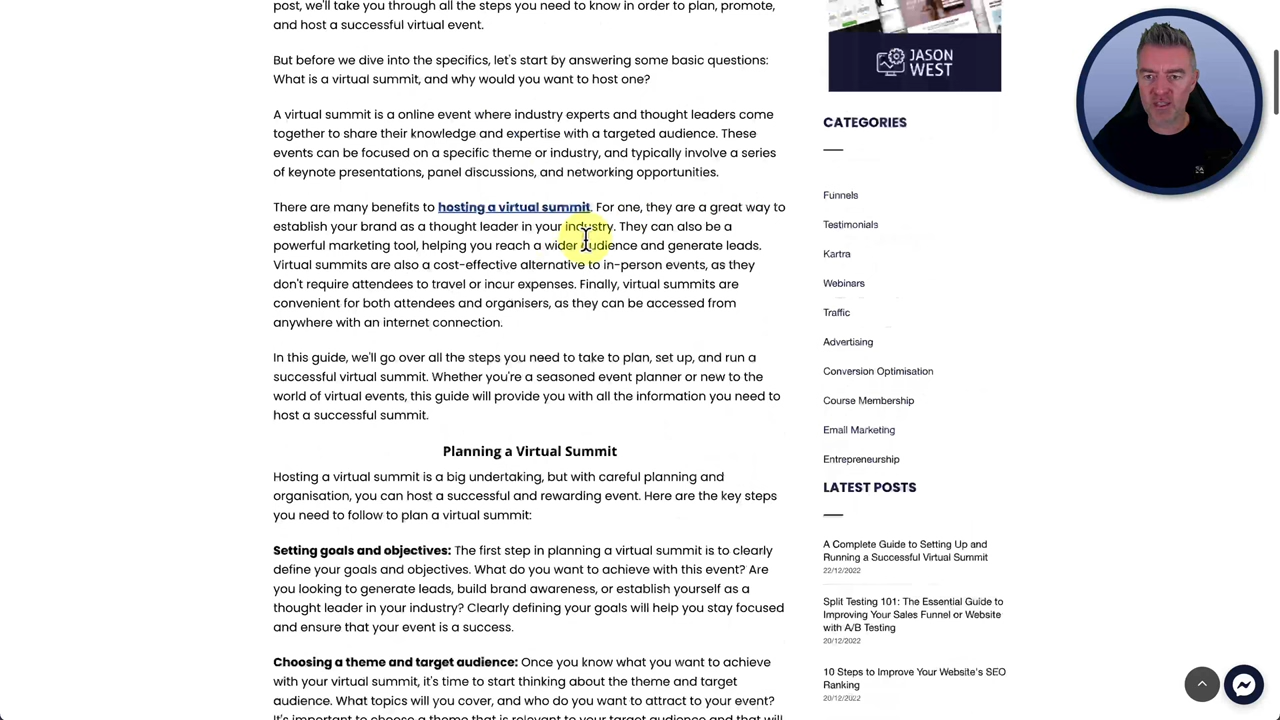 post, we'll take you through all the steps you need to know in order to plan, promote,
and host a successful virtual event.
But before we dive into the specifics, let's start by answering some basic questions:
What is a virtual summit, and why would you want to host one?
A virtual summit is a online event where industry experts and thought leaders come
together to share their knowledge and expertise with a targeted audience. These
events can be focused on a specific theme or industry, and typically involve a series
of keynote presentations, panel discussions, and networking opportunities.
There are many benefits to hosting a virtual summit. For one, they are a great way to
establish your brand as a thought leader in your industry. They can also be a
powerful marketing tool, helping you reach a wider audience and generate leads.
Virtual summits are also a cost-effective alternative to in-person events, as they
don't require attendees to travel or incur expenses. Finally, virtual summits are
convenient for both attendees and organisers, as they can be accessed from
anywhere with an internet connection.
In this guide, we'll go over all the steps you need to take to plan, set up, and run a
successful virtual summit. Whether you're a seasoned event planner or new to the
world of virtual events, this guide will provide you with all the information you need to
host a successful summit.
Planning a Virtual Summit
Hosting a virtual summit is a big undertaking, but with careful planning and
organisation, you can host a successful and rewarding event. Here are the key steps
you need to follow to plan a virtual summit:
Setting goals and objectives: The first step in planning a virtual summit is to clearly
define your goals and objectives. What do you want to achieve with this event? Are
you looking to generate leads, build brand awareness, or establish yourself as a
thought leader in your industry? Clearly defining your goals will help you stay focused
and ensure that your event is a success.
Choosing a theme and target audience: Once you know what you want to achieve
with your virtual summit, it's time to start thinking about the theme and target
audience. What topics will you cover, and who do you want to attract to your event?
It's important to choose a theme that is relevant to your target audience and that will
JASON
WEST
CATEGORIES
Funnels
Testimonials
Kartra
Webinars
Traffic
Advertising
Conversion Optimisation
Course Membership
Email Marketing
Entrepreneurship
LATEST POSTS
A Complete Guide to Setting Up and
Running a Successful Virtual Summit
22/12/2022
Split Testing 101: The Essential Guide to
Improving Your Sales Funnel or Website
with A/B Testing
20/12/2022
10 Steps to Improve Your Website's SEO
Ranking
20/12/2022